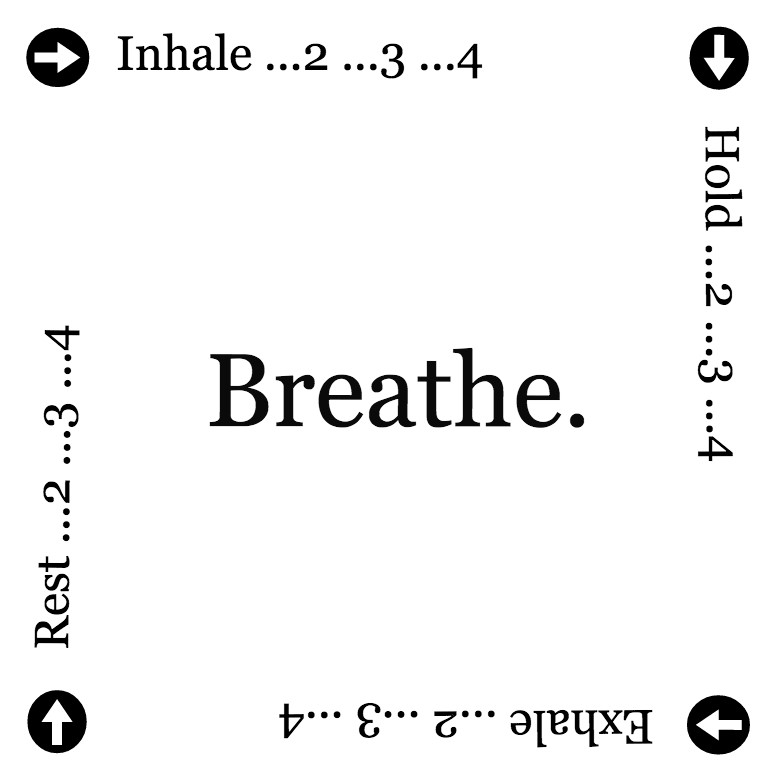 Inhale ...2 ...3 ...4
Hold ...2 ...3 ...4
Breathe.
Exhale ...2 ...3 ...4
Rest ...2 ...3 ...4